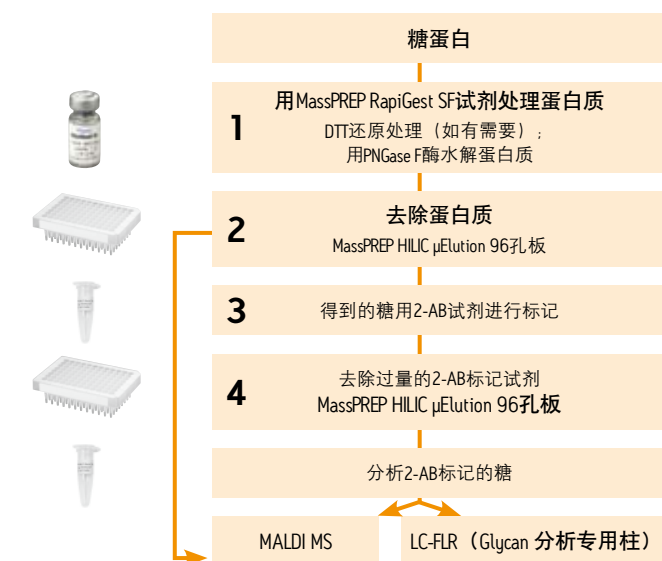 糖蛋白
1
用MassPREP RapiGest SF试剂处理蛋白质
DTT还原处理（如有需要）;
用PNGase F酶水解蛋白质
2
去除蛋白质
MassPREP HILIC μElution 96孔板
3
得到的糖用2-AB试剂进行标记
4
去除过量的2-AB标记试剂
MassPREP HILIC μElution 96孔板
分析2-AB标记的糖
MALDI MS
LC-FLR（Glycan 分析专用柱）